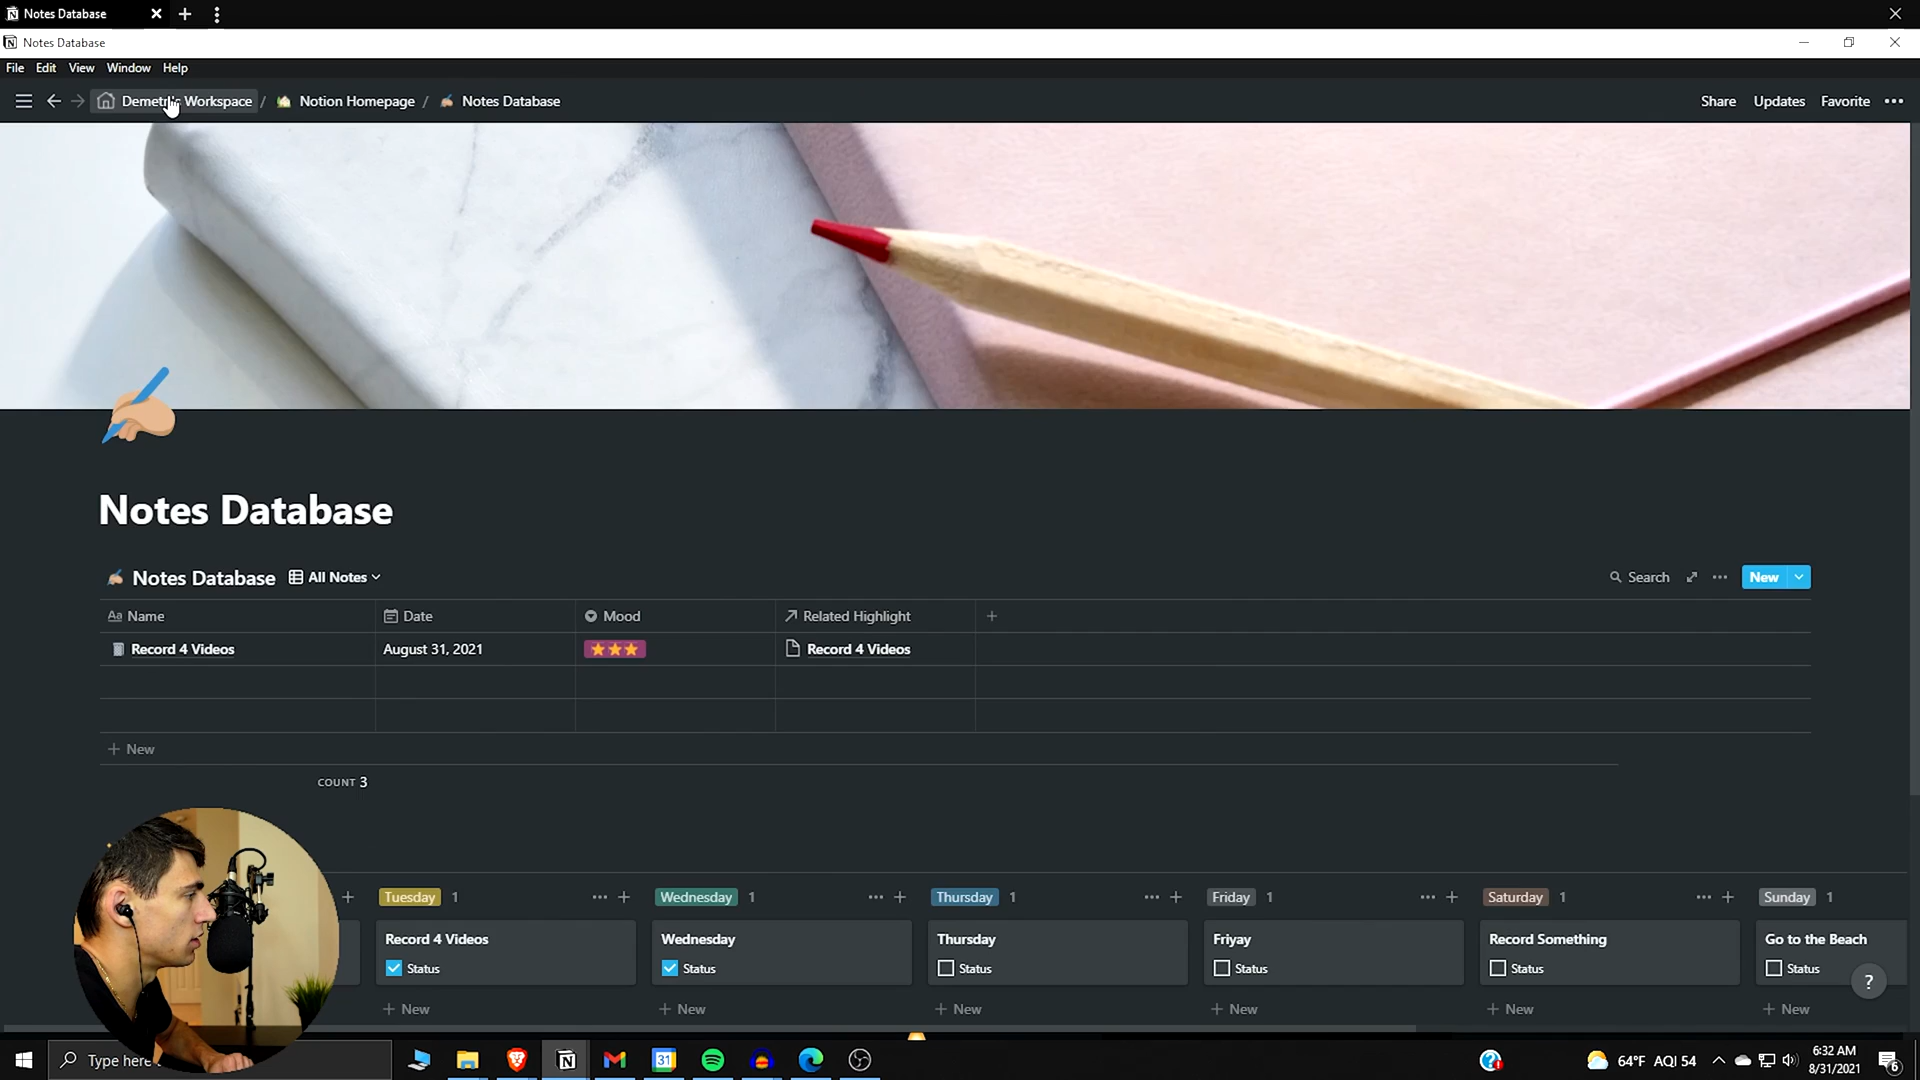 Notes Database
Notes Database
File Edit View Window Help
Workspace / Notion Homepage / Notes Database
Share Updates Favorite
Notes Database
Notes Database All Notes
Search New
Aa Name Date Mood Related Highlight
Record 4 Videos August 31, 2021 Record 4 Videos
New
COUNT 3
Tuesday 1 Wednesday 1 Thursday 1 Friday 1 Saturday 1 Sunday 1
Record 4 Videos Wednesday Thursday Friyay Record Something Go to the Beach
Status Status Status Status Status Status
New New New New New New
?
Type here
31
64°F AQI 54
6:32 AM
8/31/2021
6